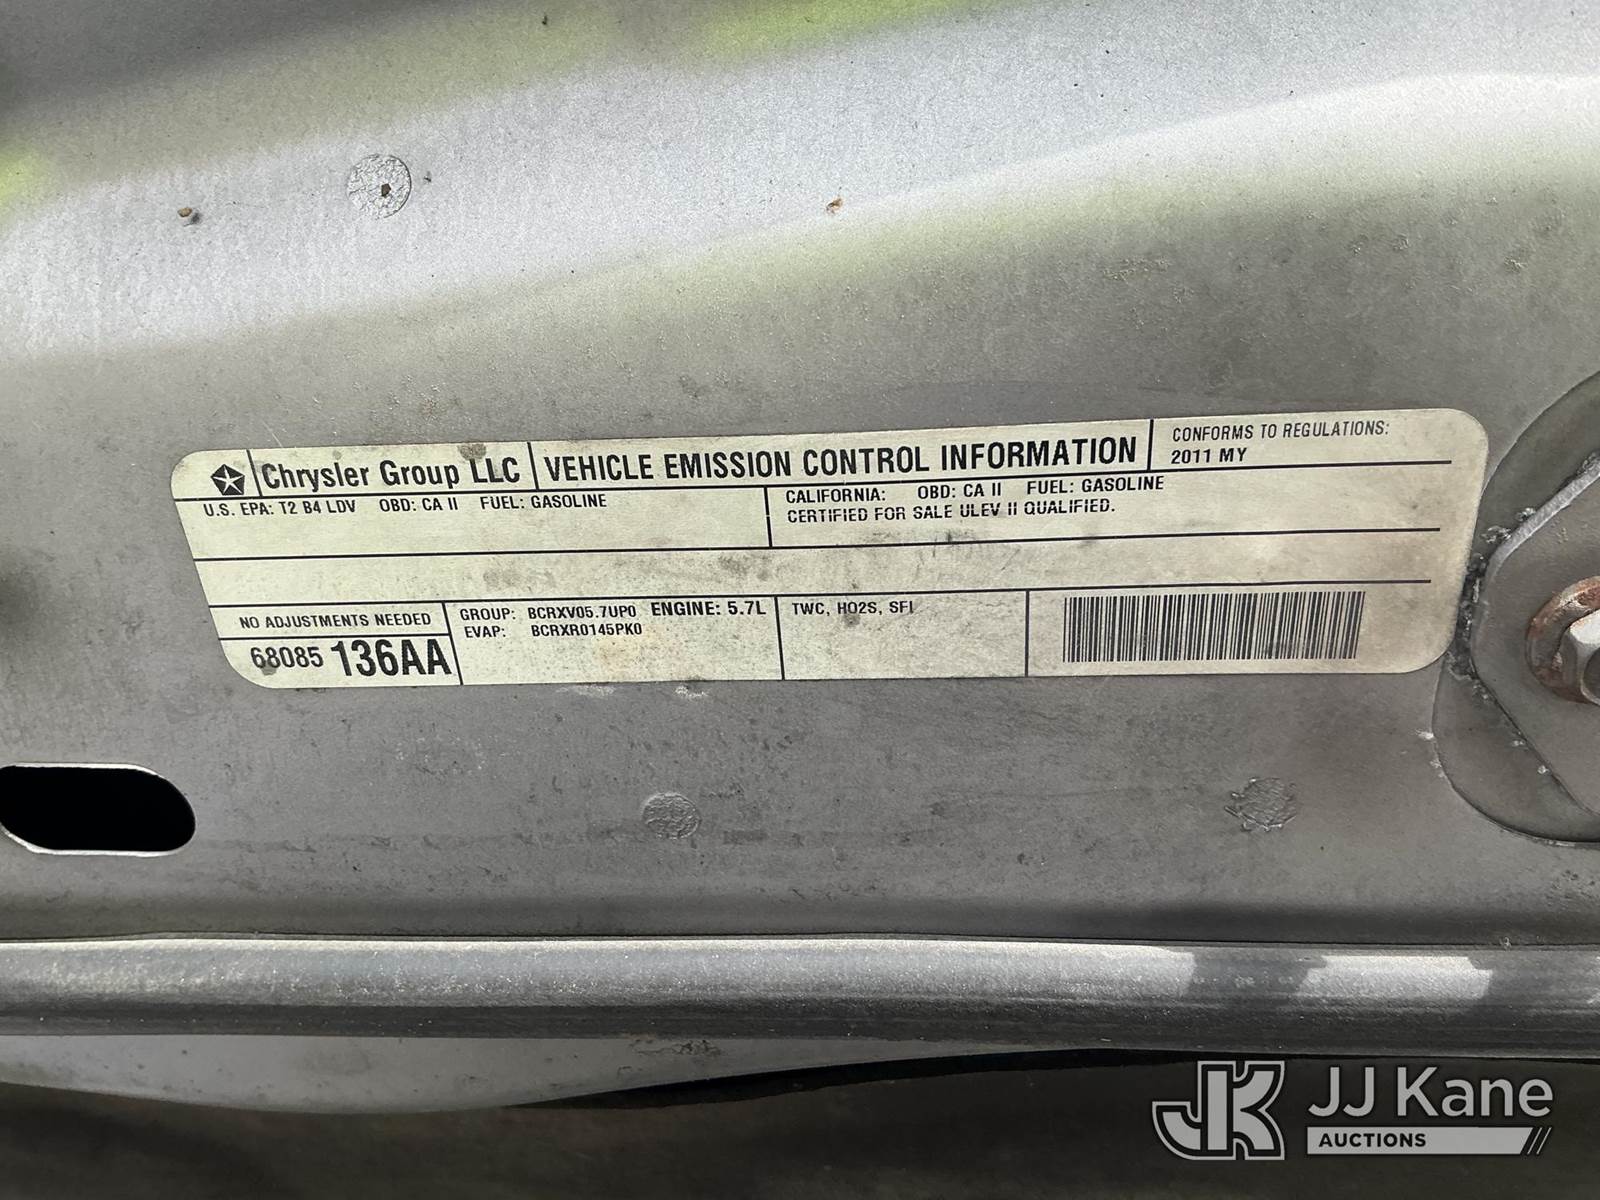 Chrysler Group LLC
VEHICLE EMISSION CONTROL INFORMATION
CONFORMS TO REGULATIONS:
2011 MY
U.S. EPA: T2 B4 LDV OBD: CA II FUEL: GASOLINE
CALIFORNIA: OBD: CA II FUEL: GASOLINE
CERTIFIED FOR SALE ULEV II QUALIFIED.
NO ADJUSTMENTS NEEDED
68085 136AA
GROUP: BCRXV05.7UP0 ENGINE: 5.7L
EVAP: BCRXR0145PK0
TWC, HO2S, SFI
JK JJ Kane
AUCTIONS